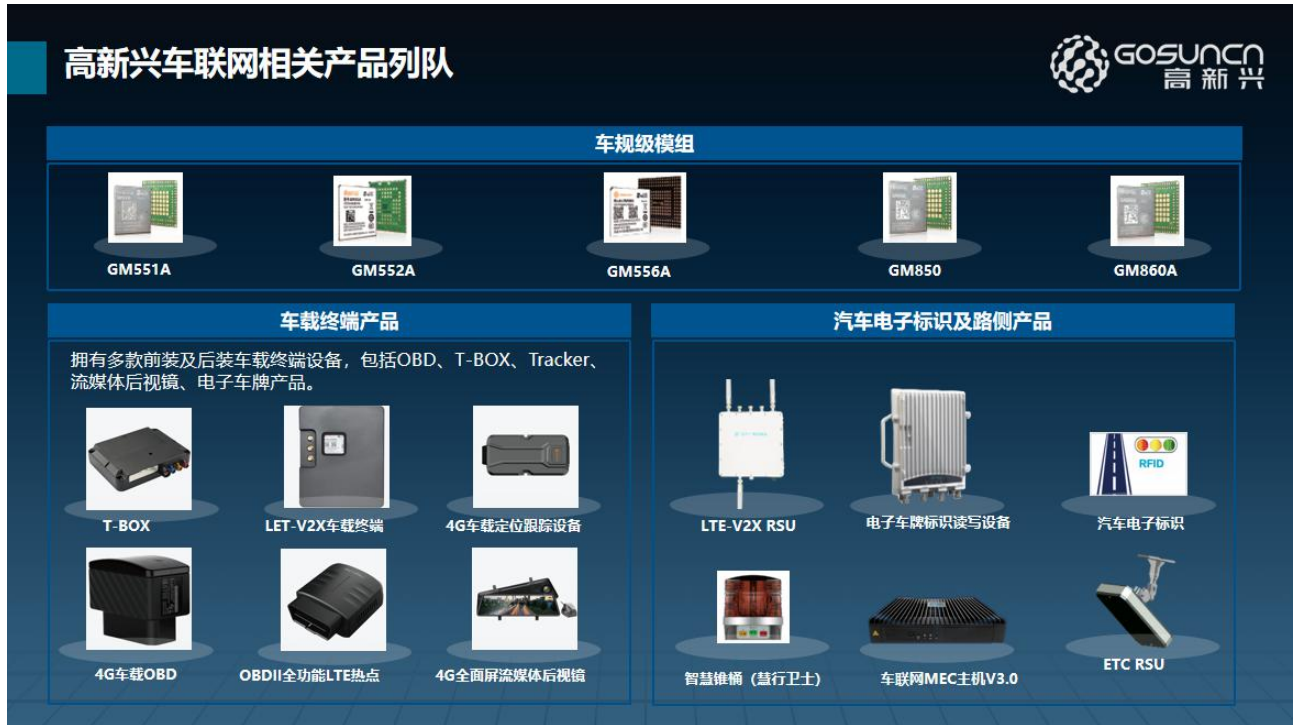 高新兴车联网相关产品列队
GOSUNCN
高新兴
车规级模组
GM551A
GM552A
GM556A
GM850
GM860A
车载终端产品
拥有多款前装及后装车载终端设备，包括OBD、T-BOX、Tracker、
流媒体后视镜、电子车牌产品。
T-BOX
LET-V2X车载终端
4G车载定位跟踪设备
4G车载OBD
OBDII全功能LTE热点
4G全面屏流媒体后视镜
汽车电子标识及路侧产品
RFID
LTE-V2X RSU
电子车牌标识读写设备
汽车电子标识
智慧锥桶（慧行卫士）
车联网MEC主机V3.0
ETC RSU